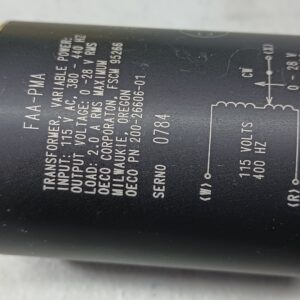 FAA-PMA
TRANSFORMER, VARIABLE POWER:
INPUT: 115 V AC, 380 - 440 HZ
OUTPUT VOLTAGE: 0 -28 V RMS
LOAD: 2.0 A RMS MAXIMUM
OECO CORPORATION, FSCM 95266
MILWAUKIE, OREGON
OECO PN 2D0-26606-01
SERNO 0784
(X)
CW
0 - 28 V
115 VOLTS
400 HZ
(W)
(R)